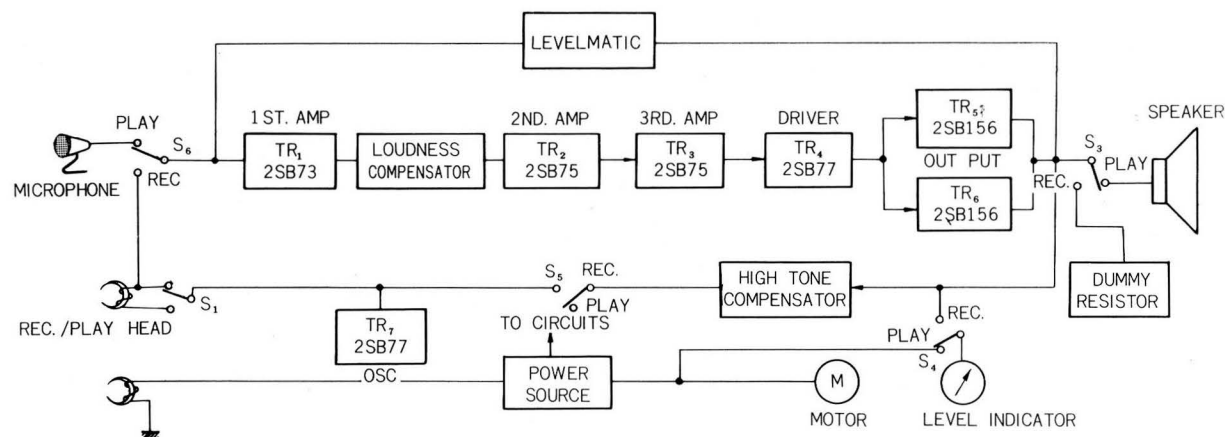 LEVELMATIC
1ST. AMP
2ND. AMP
3RD. AMP
DRIVER
SPEAKER
PLAY
S6
REC
MICROPHONE
TR1
2SB73
LOUDNESS
COMPENSATOR
TR2
2SB75
TR3
2SB75
TR4
2SB77
TR5
2SB156
OUT PUT
TR6
2SB156
S3
PLAY
REC.
DUMMY
RESISTOR
S1
REC./PLAY HEAD
TR7
2SB77
OSC
S5
REC.
PLAY
TO CIRCUITS
HIGH TONE
COMPENSATOR
POWER
SOURCE
REC.
PLAY
S4
M
MOTOR
LEVEL INDICATOR